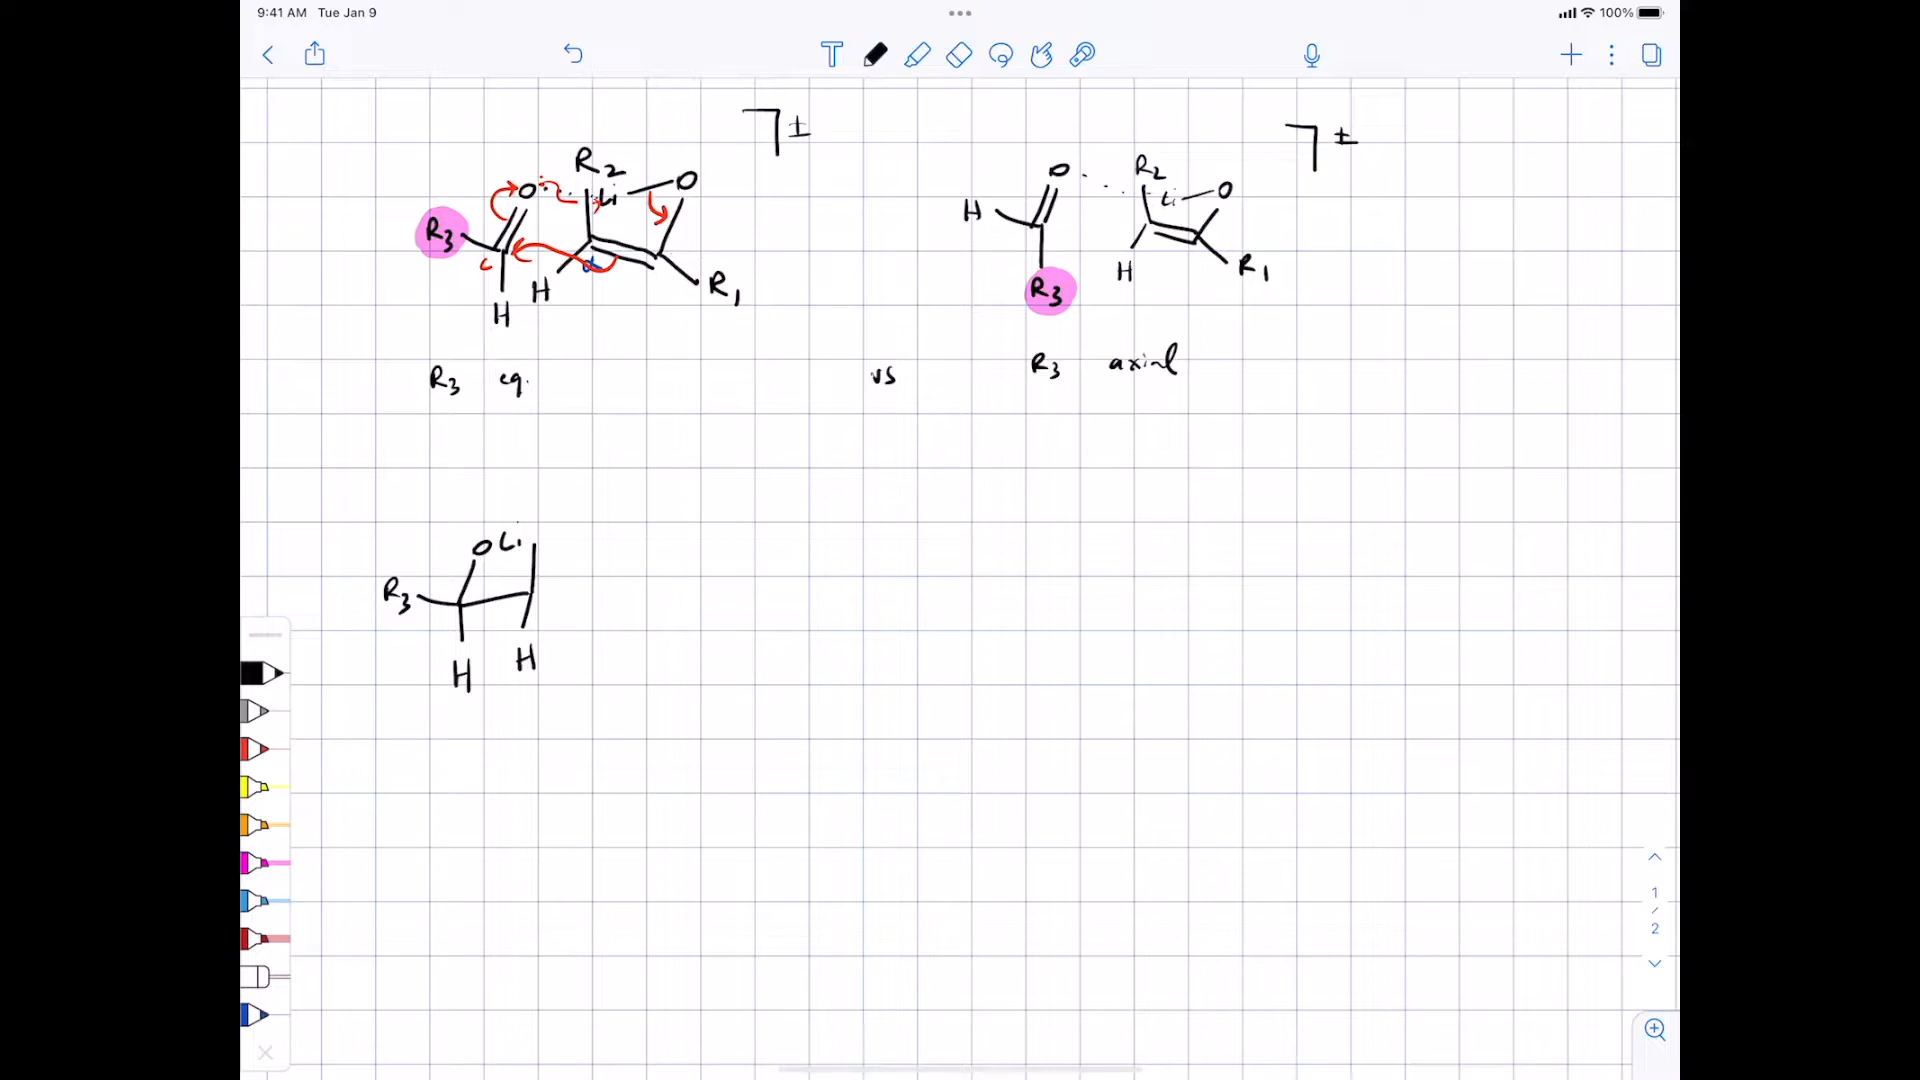 9:41 AM Tue Jan 9
100%
R2 O
O Li
R3
C α
H H R1
R3 eq.
vs
O R2
H Li O
H R1
R3
R3 axial
OLi
R3
H H
1
/
2